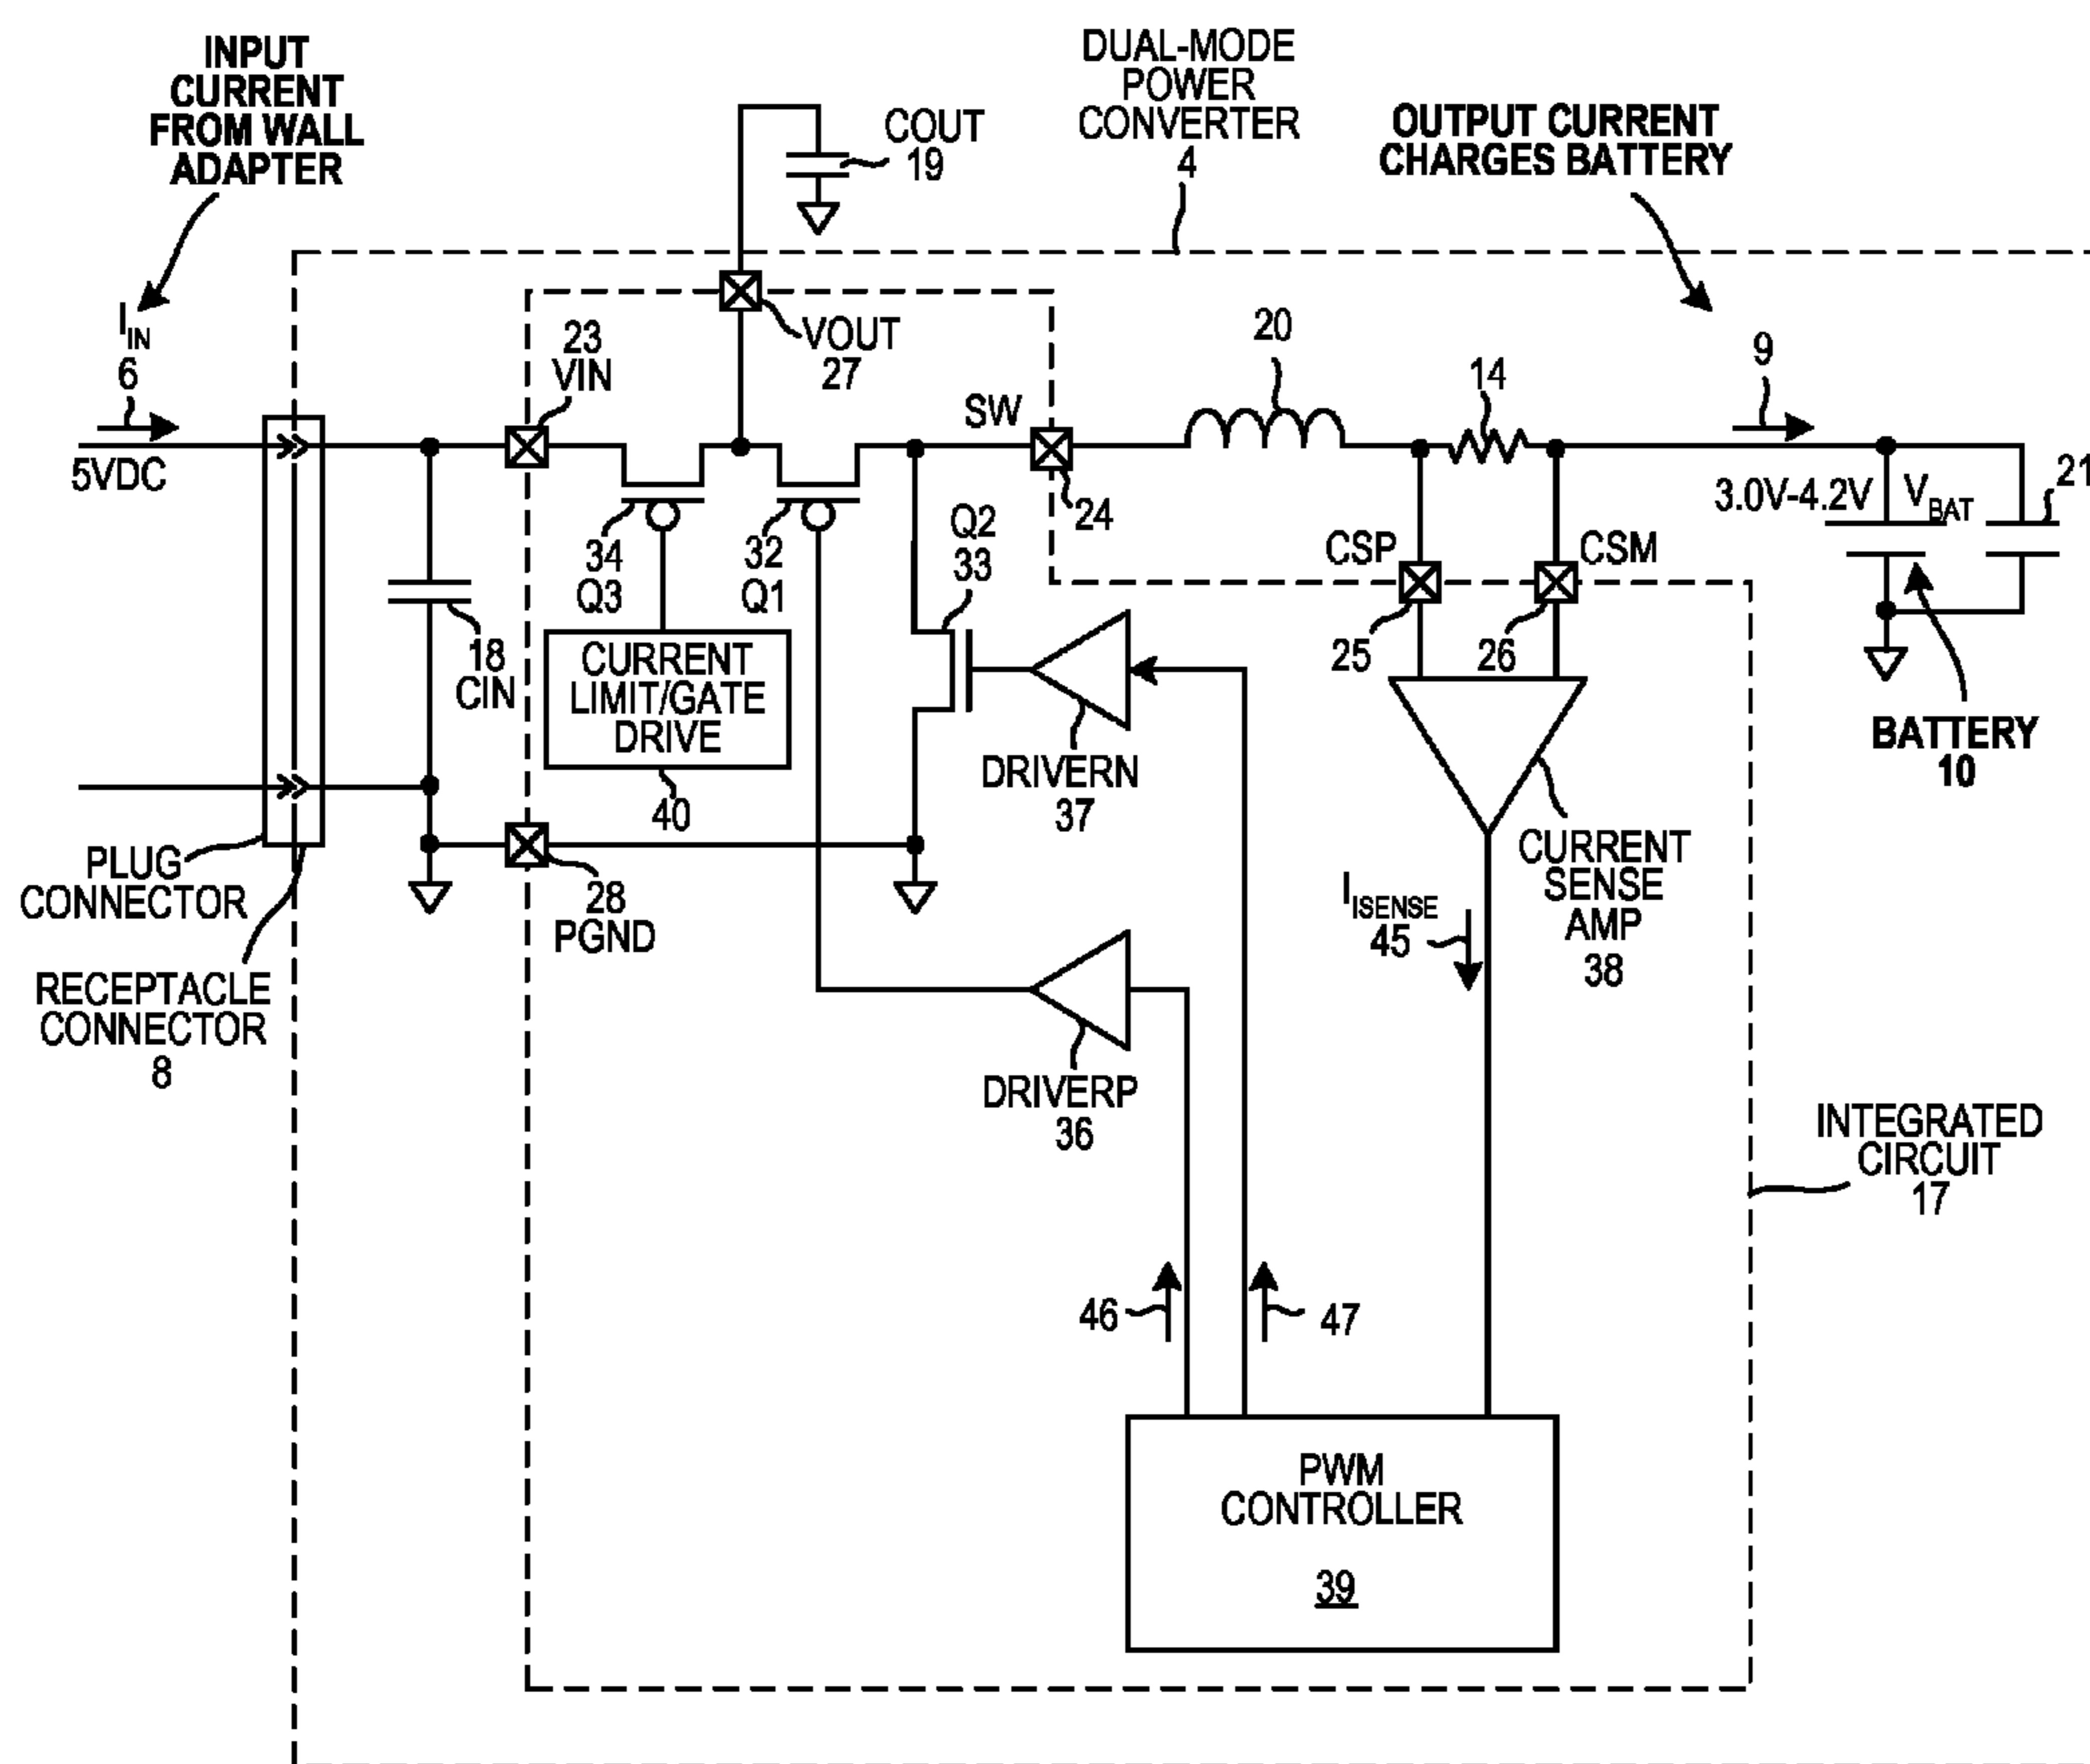 INPUT
CURRENT
FROM WALL
ADAPTER
I_IN
6
5VDC
PLUG
CONNECTOR
RECEPTACLE
CONNECTOR
8
18
CIN
23
VIN
COUT
19
VOUT
27
DUAL-MODE
POWER
CONVERTER
4
OUTPUT CURRENT
CHARGES BATTERY
SW
24
20
14
9
3.0V-4.2V
V_BAT
21
BATTERY
10
34
Q3
32
Q1
Q2
33
CURRENT
LIMIT/GATE
DRIVE
40
28
PGND
DRIVERN
37
DRIVERP
36
CSP
25
CSM
26
CURRENT
SENSE
AMP
38
I_ISENSE
45
46
47
INTEGRATED
CIRCUIT
17
PWM
CONTROLLER
39